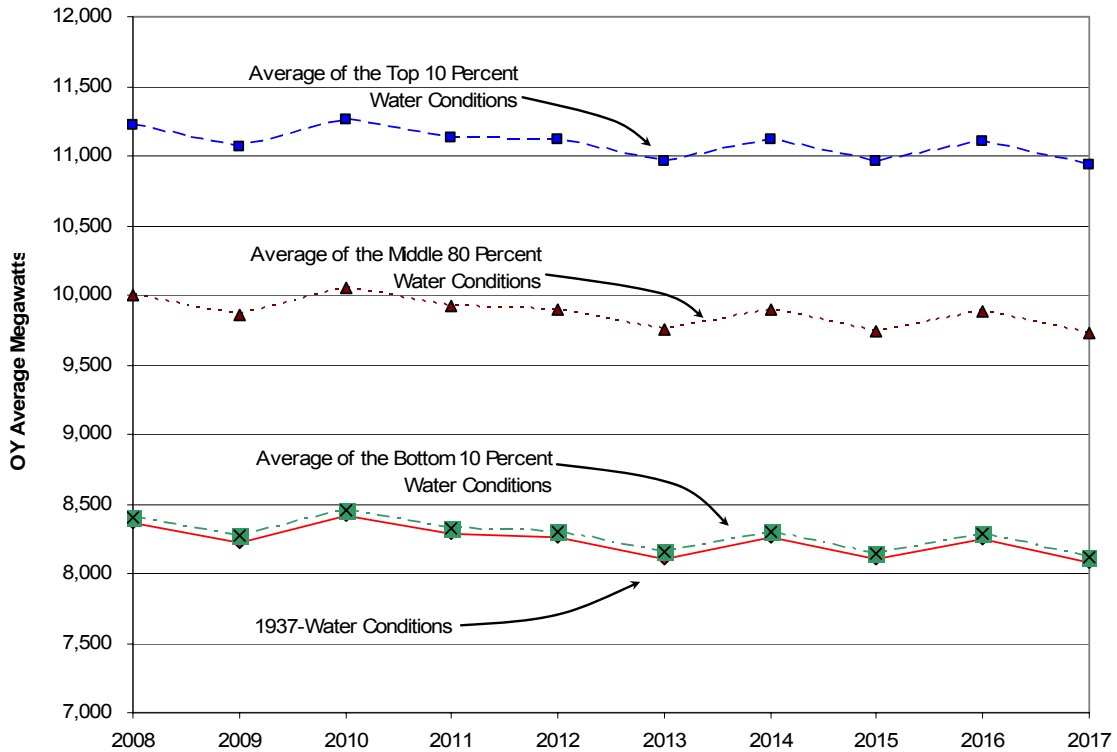 12,000
11,500
11,000
10,500
10,000
9,500
9,000
8,500
8,000
7,500
7,000
OY Average Megawatts
Average of the Top 10 Percent
Water Conditions
Average of the Middle 80 Percent
Water Conditions
Average of the Bottom 10 Percent
Water Conditions
1937-Water Conditions
2008 2009 2010 2011 2012 2013 2014 2015 2016 2017